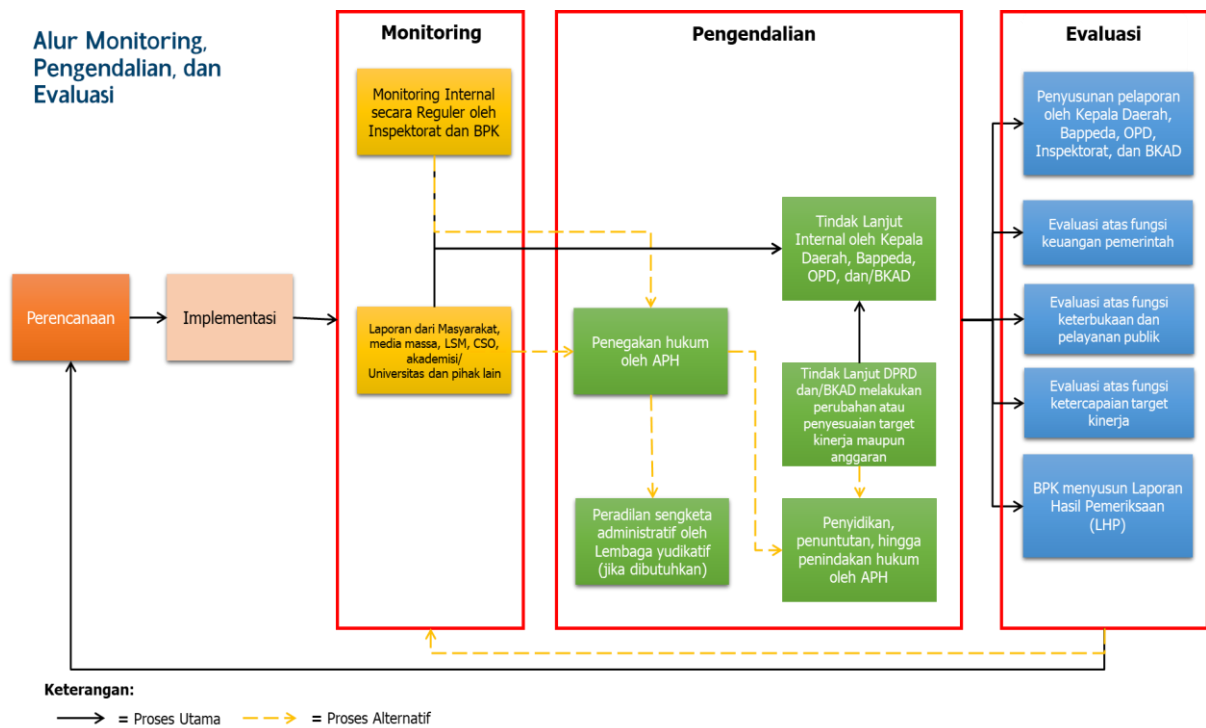 Alur Monitoring,
Pengendalian, dan
Evaluasi
Monitoring
Pengendalian
Evaluasi
Perencanaan
Implementasi
Monitoring Internal
secara Reguler oleh
Inspektorat dan BPK
Laporan dari Masyarakat,
media massa, LSM, CSO,
akademisi/
Universitas dan pihak lain
Penegakan hukum
oleh APH
Peradilan sengketa
administratif oleh
Lembaga yudikatif
(jika dibutuhkan)
Tindak Lanjut
Internal oleh Kepala
Daerah, Bappeda,
OPD, dan/BKAD
Tindak Lanjut DPRD
dan/BKAD melakukan
perubahan atau
penyesuaian target
kinerja maupun
anggaran
Penyidikan,
penuntutan, hingga
penindakan hukum
oleh APH
Penyusunan pelaporan
oleh Kepala Daerah,
Bappeda, OPD,
Inspektorat, dan BKAD
Evaluasi atas fungsi
keuangan pemerintah
Evaluasi atas fungsi
keterbukaan dan
pelayanan publik
Evaluasi atas fungsi
ketercapaian target
kinerja
BPK menyusun Laporan
Hasil Pemeriksaan
(LHP)
Keterangan:
= Proses Utama
= Proses Alternatif